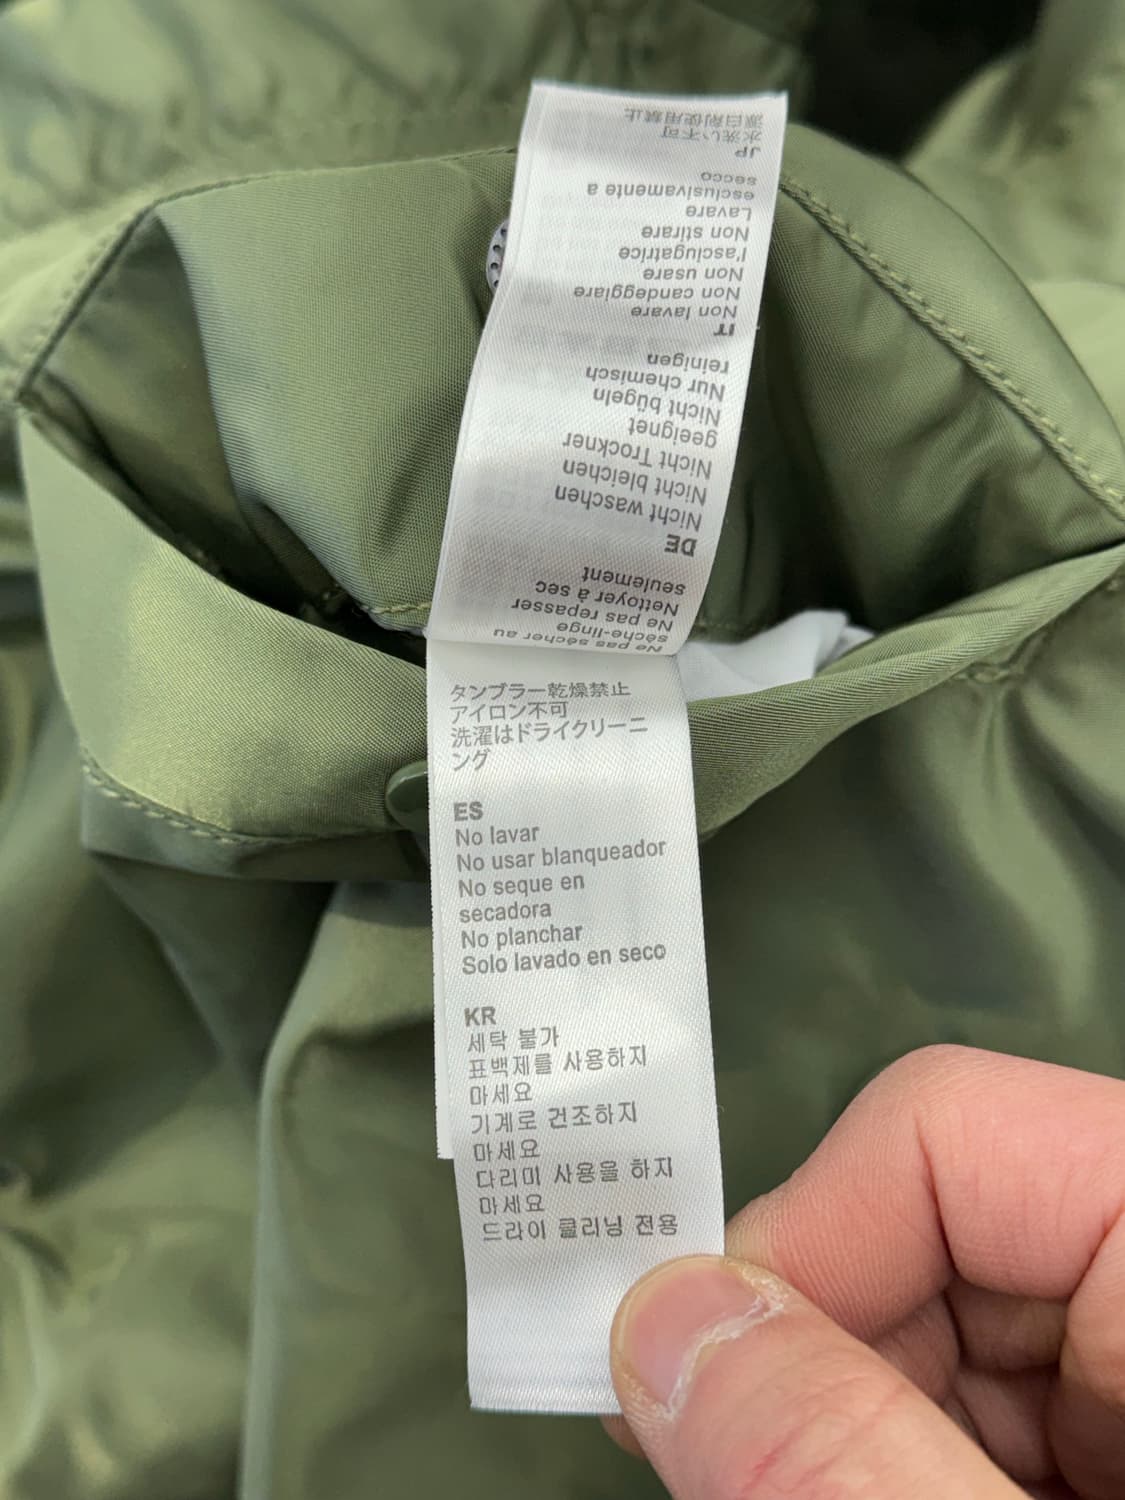 Ne pas sécher au
sèche-linge
Ne pas repasser
Nettoyer à sec
seulement
DE
Nicht waschen
Nicht bleichen
Nicht Trockner
geeignet
Nicht bügeln
Nur chemisch
reinigen
IT
Non lavare
Non candeggiare
Non usare
l'asciugatrice
Non stirare
Lavare
esclusivamente a
secco
JP
水洗い不可
漂白剤使用禁止
タンブラー乾燥禁止
アイロン不可
洗濯はドライクリーニ
ング
ES
No lavar
No usar blanqueador
No seque en
secadora
No planchar
Solo lavado en seco
KR
세탁 불가
표백제를 사용하지
마세요
기계로 건조하지
마세요
다리미 사용을 하지
마세요
드라이 클리닝 전용